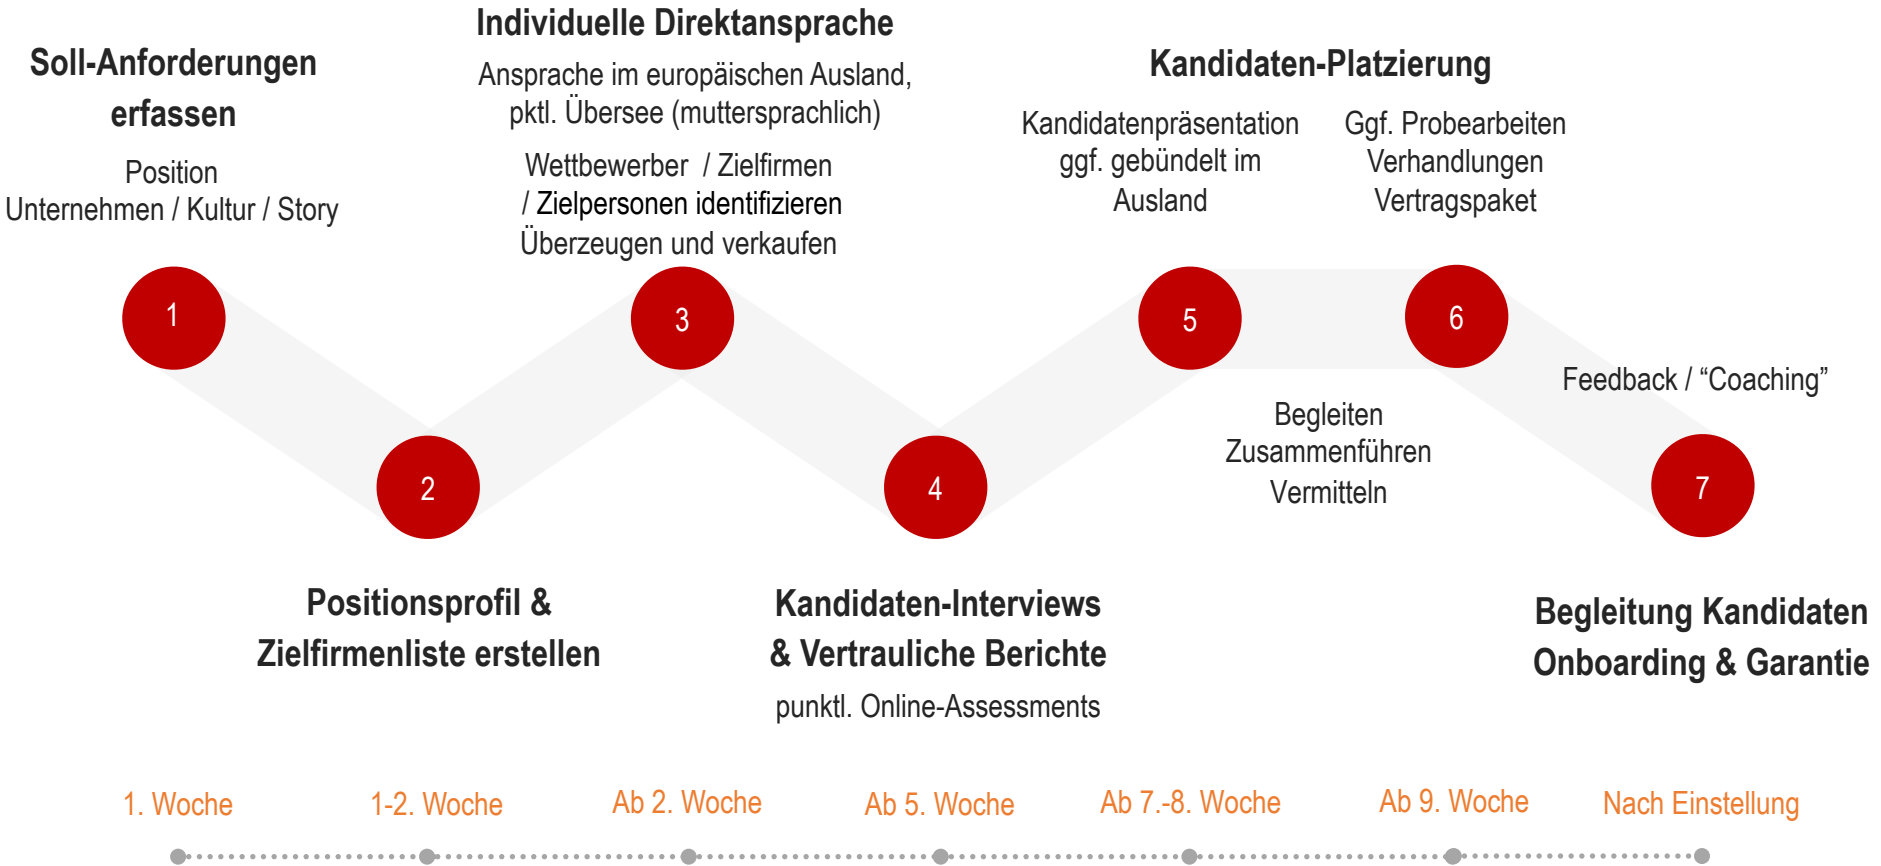 Soll-Anforderungen
erfassen
Position
Unternehmen / Kultur / Story
1
Positionsprofil &
Zielfirmenliste erstellen
2
Individuelle Direktansprache
Ansprache im europäischen Ausland,
pktl. Übersee (muttersprachlich)
Wettbewerber / Zielfirmen
/ Zielpersonen identifizieren
Überzeugen und verkaufen
3
4
Kandidaten-Interviews
& Vertrauliche Berichte
punktl. Online-Assessments
Kandidaten-Platzierung
Kandidatenpräsentation
ggf. gebündelt im
Ausland
Ggf. Probearbeiten
Verhandlungen
Vertragspaket
5
6
Begleiten
Zusammenführen
Vermitteln
Feedback / “Coaching”
7
Begleitung Kandidaten
Onboarding & Garantie
1. Woche
1-2. Woche
Ab 2. Woche
Ab 5. Woche
Ab 7.-8. Woche
Ab 9. Woche
Nach Einstellung